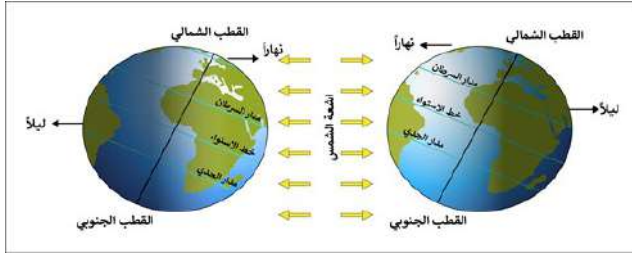 القطب الشمالي
نهاراً
مدار السرطان
خط الاستواء
مدار الجدي
ليلاً
القطب الجنوبي
أشعة الشمس
القطب الشمالي
نهاراً
مدار السرطان
خط الاستواء
مدار الجدي
ليلاً
القطب الجنوبي